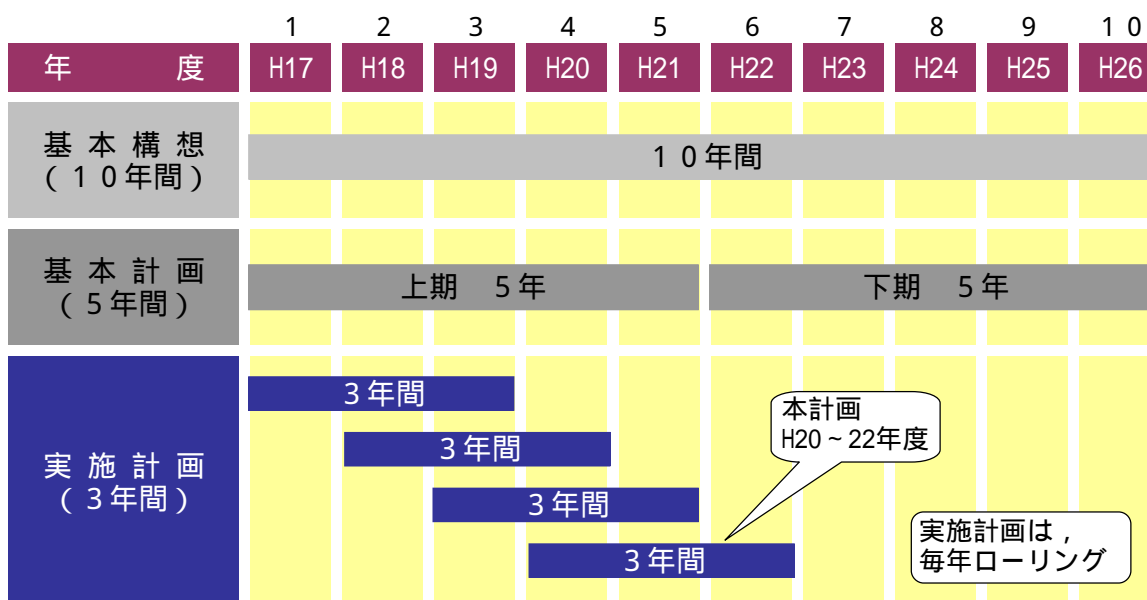 1 2 3 4 5 6 7 8 9 10
年度 H17 H18 H19 H20 H21 H22 H23 H24 H25 H26
基本構想
(10年間)
10年間
基本計画
(5年間)
上期 5年 下期 5年
実施計画
(3年間)
3年間
本計画
H20~22年度
3年間
3年間
3年間
実施計画は,
毎年ローリング